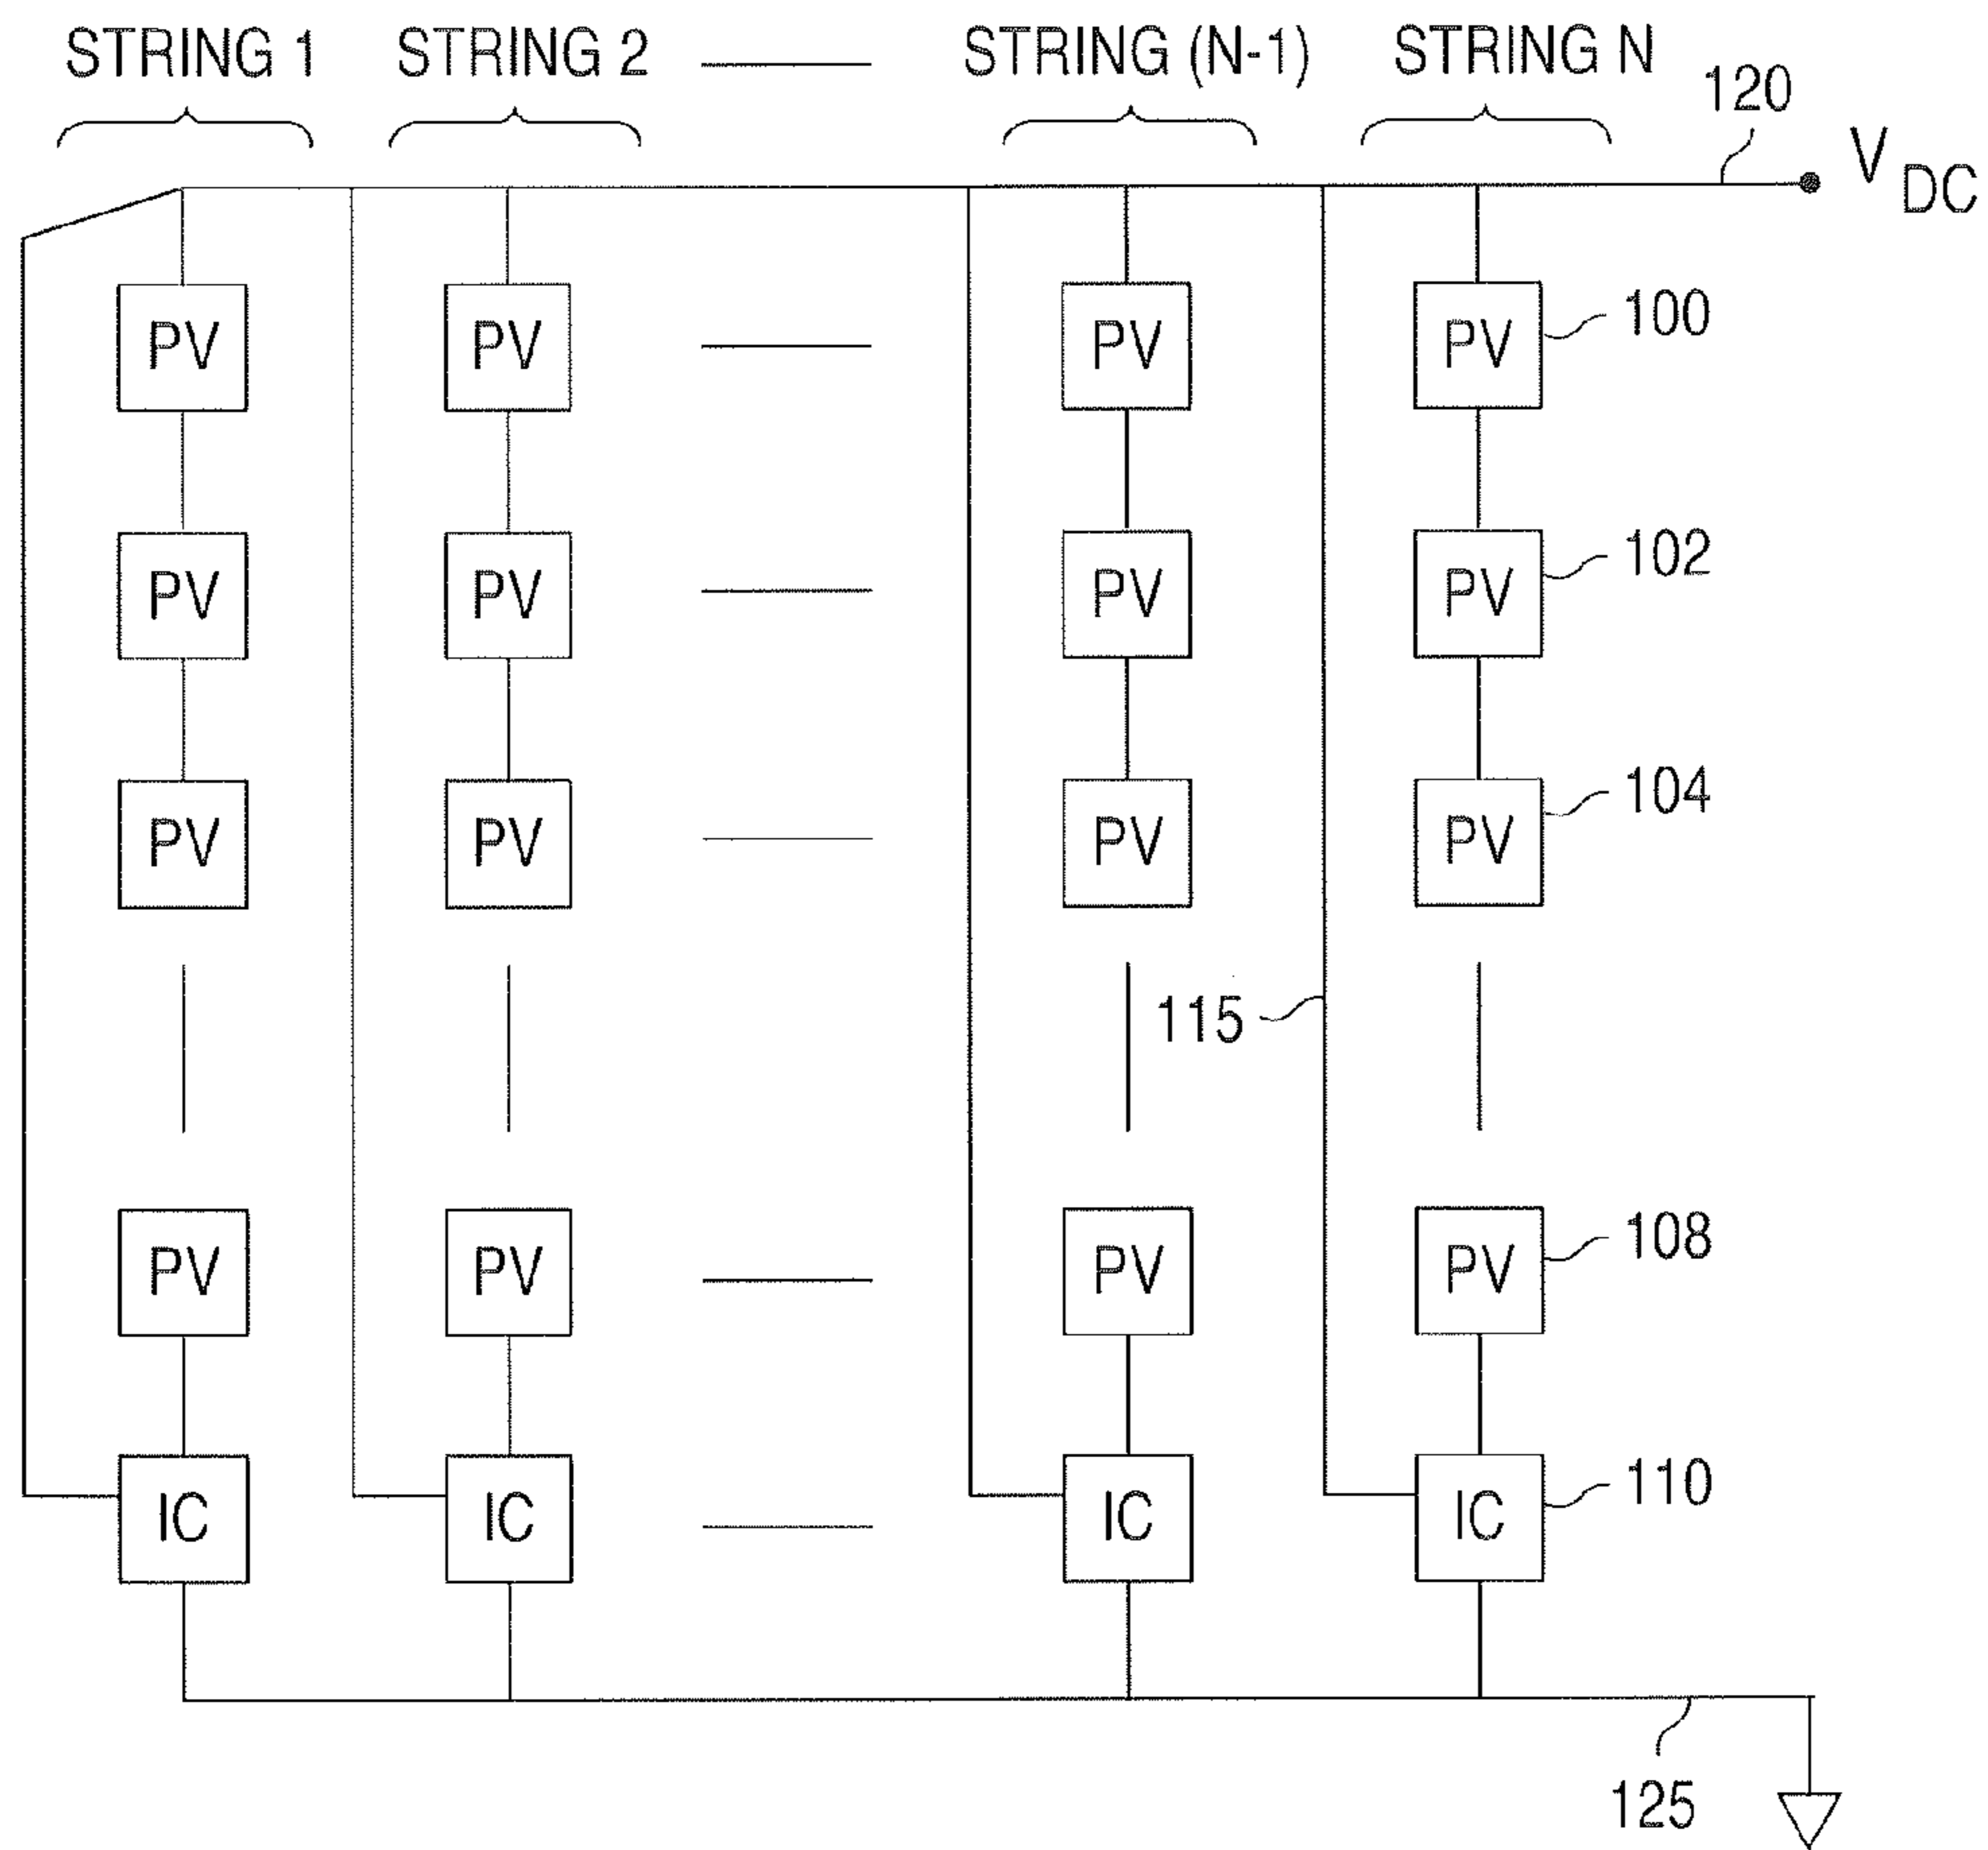 STRING 1 STRING 2 STRING (N-1) STRING N
120
V DC
PV PV PV PV 100
PV PV PV PV 102
PV PV PV PV 104
115
PV PV PV PV 108
IC IC IC IC 110
125